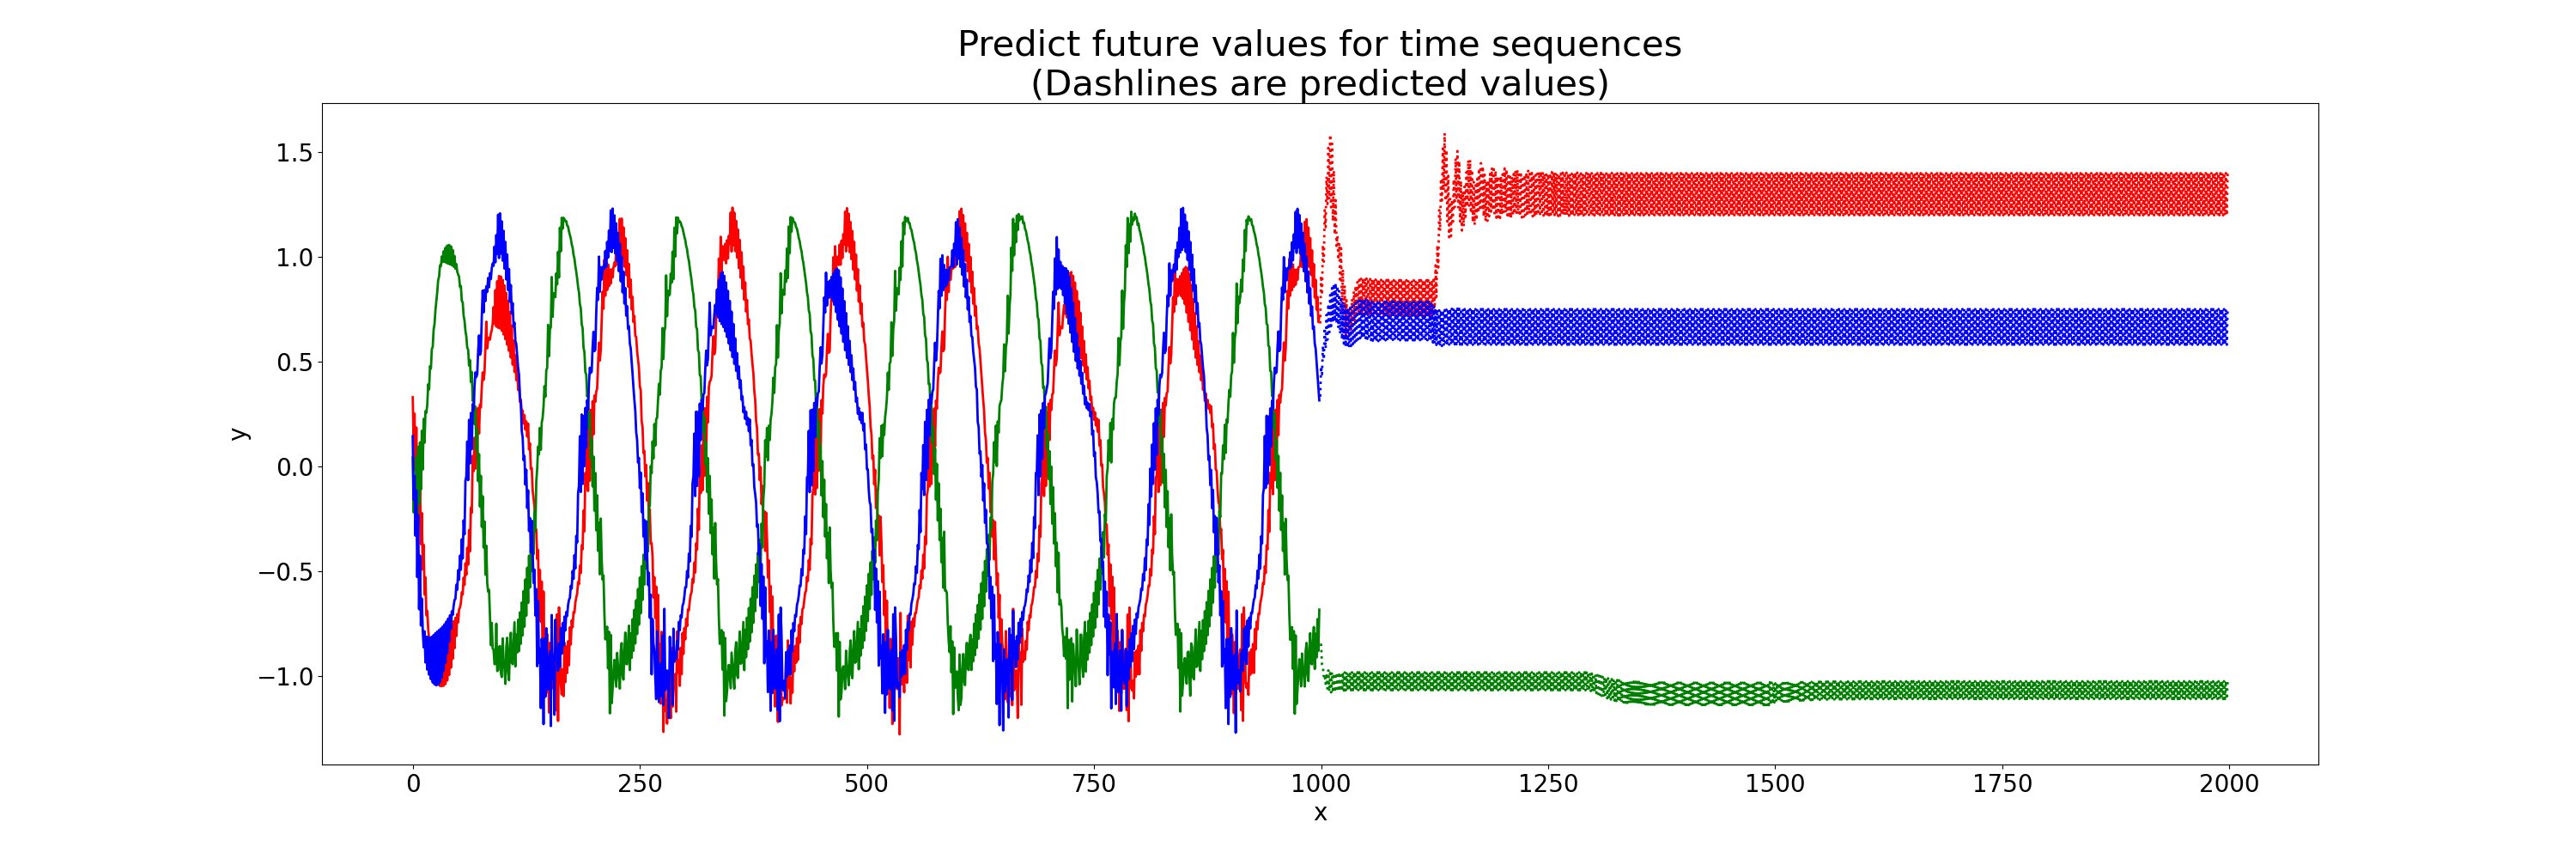 Predict future values for time sequences
(Dashlines are predicted values)
1.5
1.0
0.5
0.0
−0.5
−1.0
y
0 250 500 750 1000 1250 1500 1750 2000
x